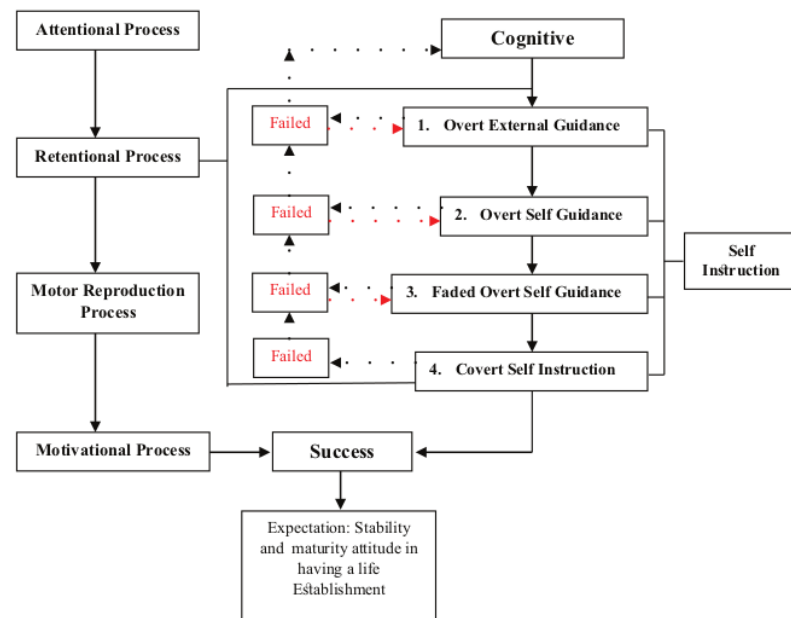 Attentional Process
Cognitive
Failed
1. Overt External Guidance
Retentional Process
Failed
2. Overt Self Guidance
Self
Instruction
Motor Reproduction
Process
Failed
3. Faded Overt Self Guidance
Failed
4. Covert Self Instruction
Motivational Process
Success
Expectation: Stability
and maturity attitude in
having a life
Establishment